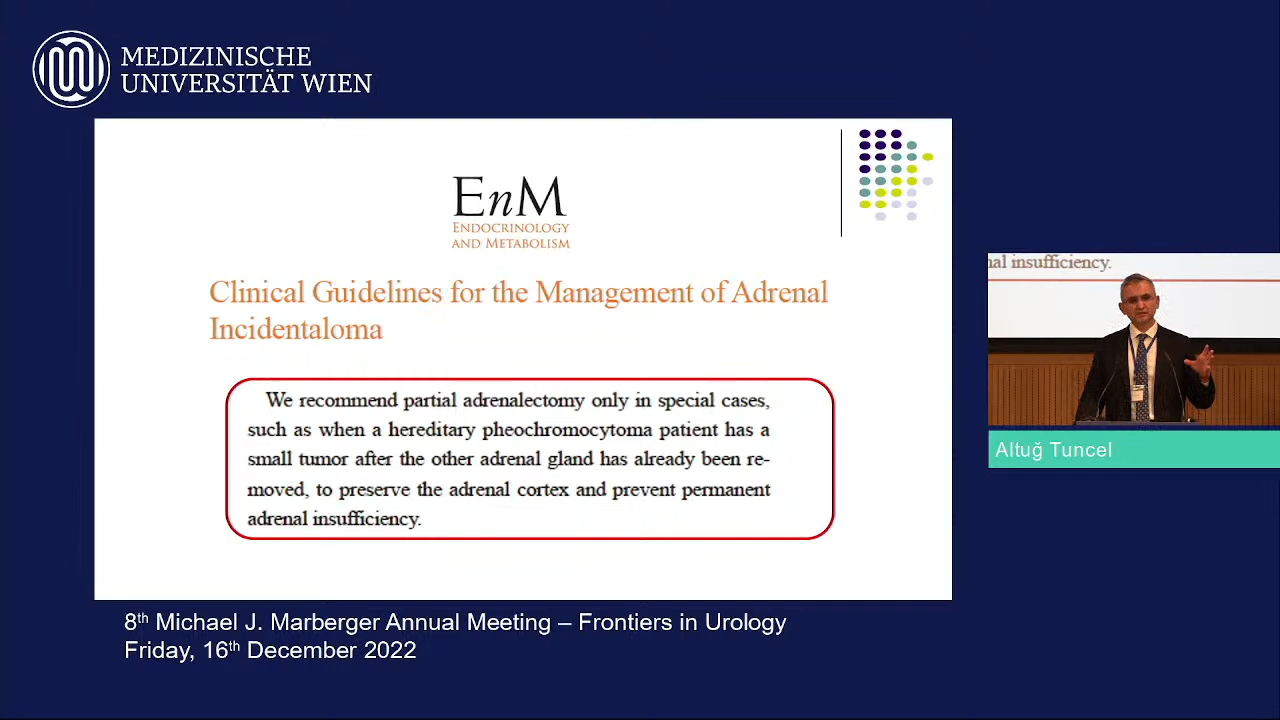 MEDIZINISCHE
UNIVERSITÄT WIEN
EnM
ENDOCRINOLOGY
AND METABOLISM
Clinical Guidelines for the Management of Adrenal
Incidentaloma
We recommend partial adrenalectomy only in special cases,
such as when a hereditary pheochromocytoma patient has a
small tumor after the other adrenal gland has already been re-
moved, to preserve the adrenal cortex and prevent permanent
adrenal insufficiency.
nal insufficiency.
Altuğ Tuncel
8th Michael J. Marberger Annual Meeting – Frontiers in Urology
Friday, 16th December 2022